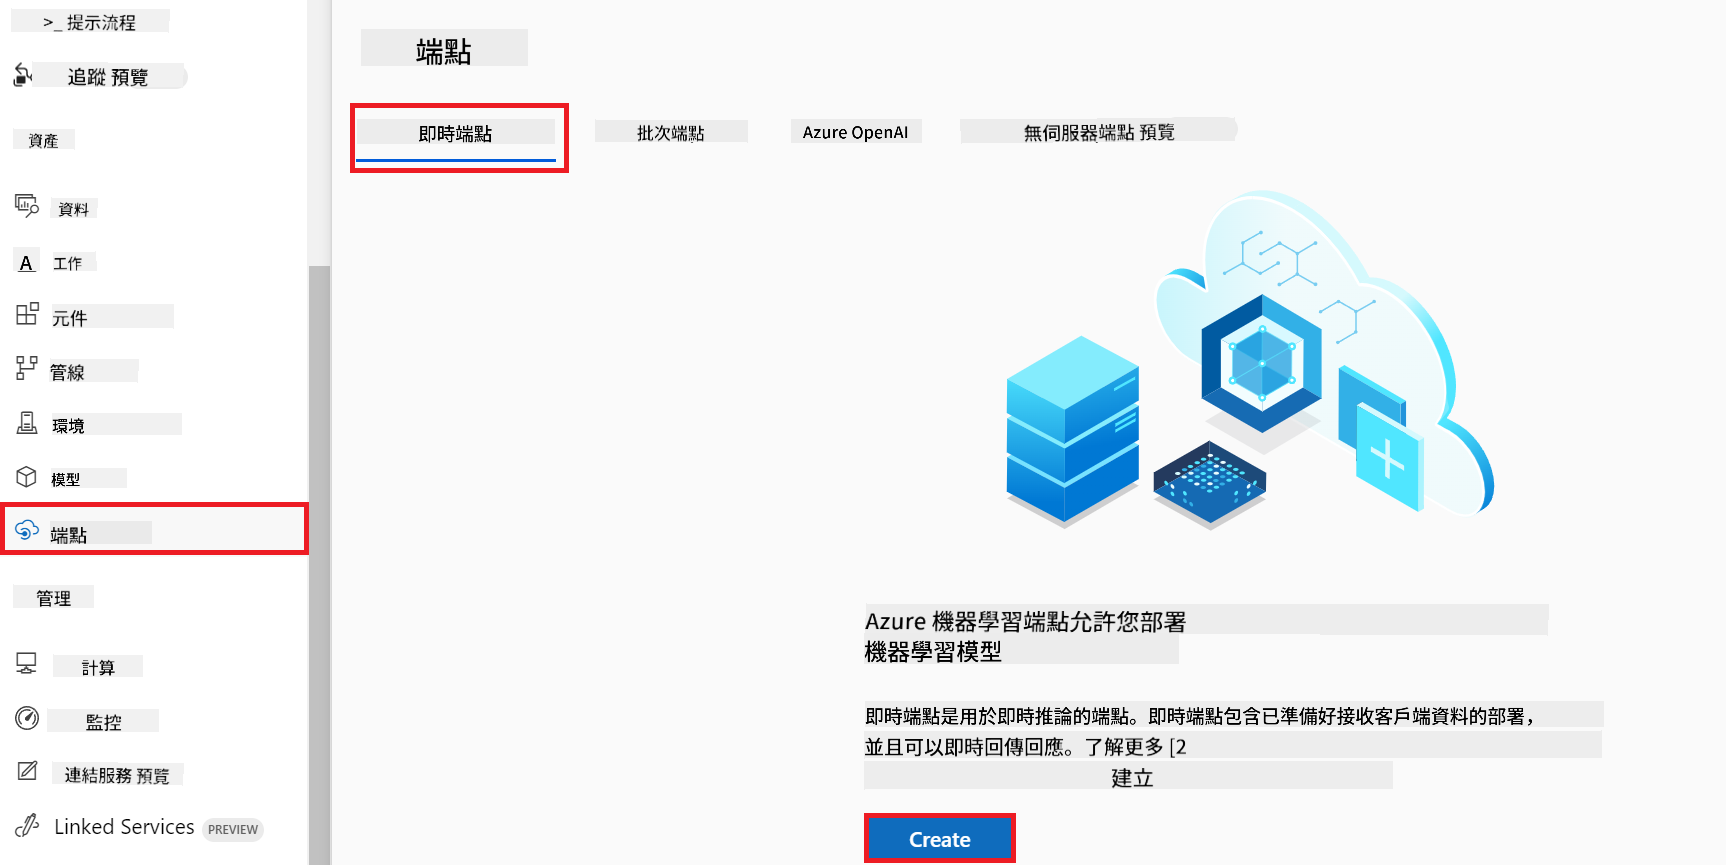 >_ 提示流程
追蹤 預覽
資產
資料
工作
元件
管線
環境
模型
端點
管理
計算
監控
連結服務 預覽
Linked Services PREVIEW
端點
即時端點
批次端點
Azure OpenAI
無伺服器端點 預覽
Azure 機器學習端點允許您部署
機器學習模型
即時端點是用於即時推論的端點。即時端點包含已準備好接收客戶端資料的部署，
並且可以即時回傳回應。了解更多 [2
建立
Create